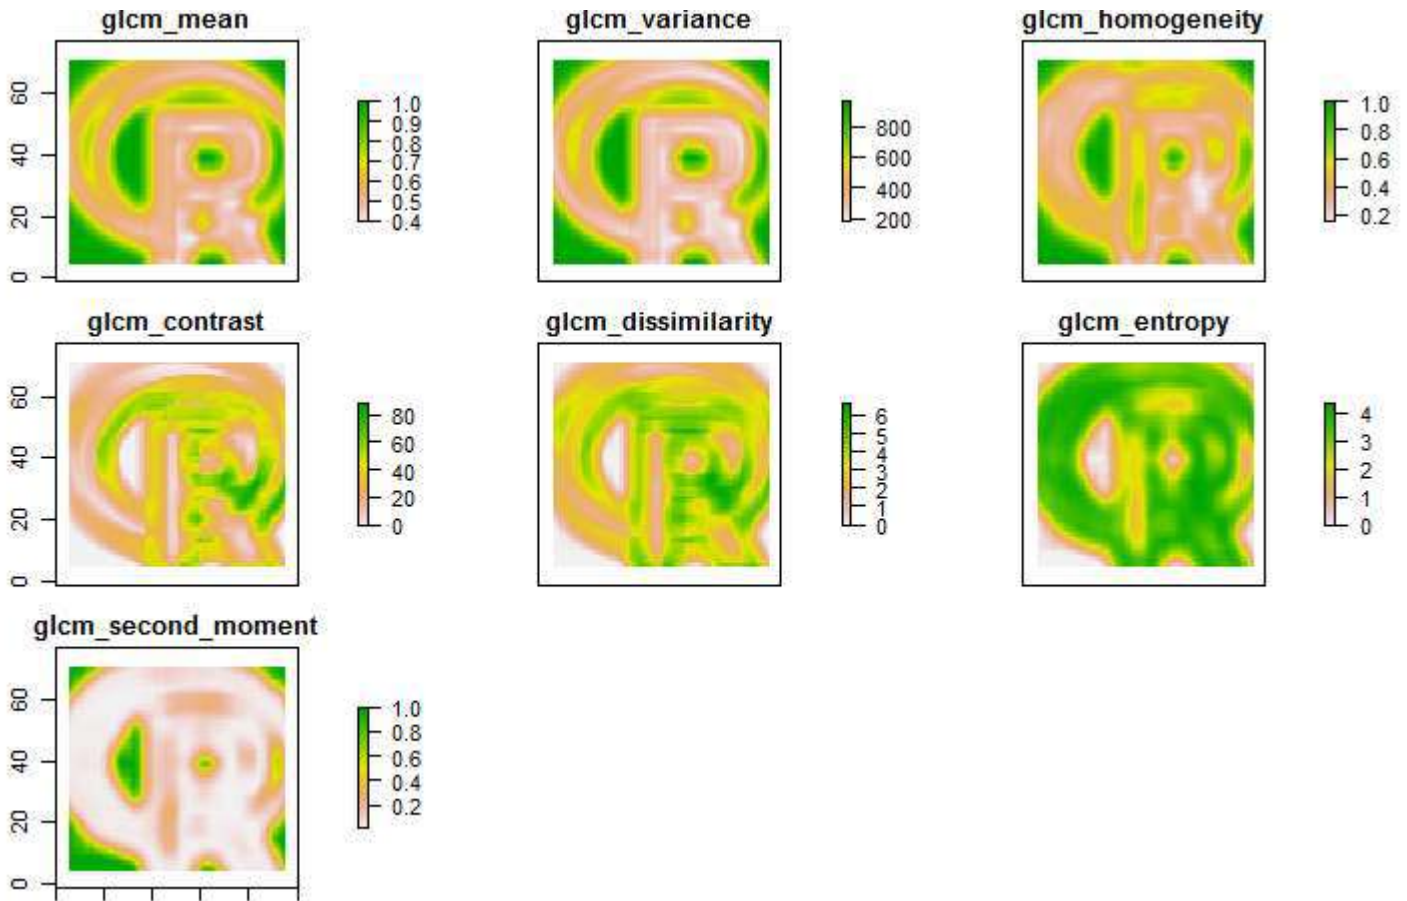 glcm_mean glcm_variance glcm_homogeneity
0 20 40 60
1.0 0.9 0.8 0.7 0.6 0.5 0.4
800 600 400 200
1.0 0.8 0.6 0.4 0.2
glcm_contrast glcm_dissimilarity glcm_entropy
0 20 40 60
80 60 40 20 0
6 5 4 3 2 1 0
4 3 2 1 0
glcm_second_moment
0 20 40 60
1.0 0.8 0.6 0.4 0.2
R